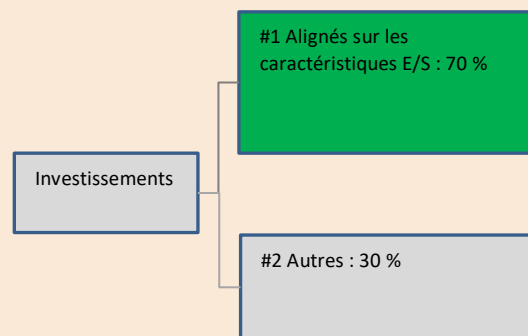 #1 Alignés sur les
caractéristiques E/S : 70 %
Investissements
#2 Autres : 30 %